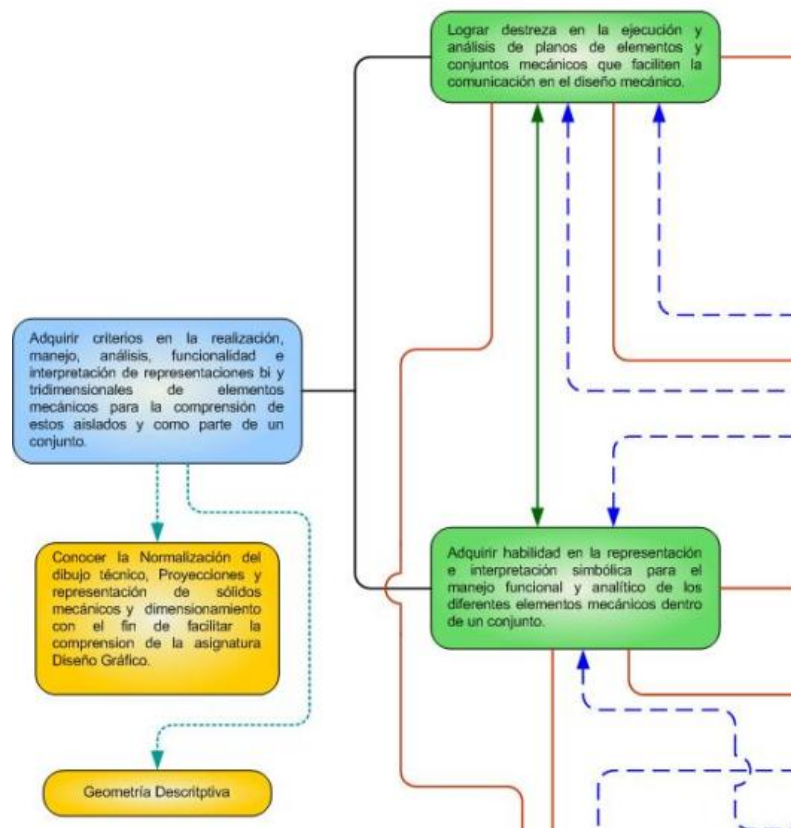 Lograr destreza en la ejecución y
análisis de planos de elementos y
conjuntos mecánicos que faciliten la
comunicación en el diseño mecánico.
Adquirir criterios en la realización,
manejo, análisis, funcionalidad e
interpretación de representaciones bi y
tridimensionales de elementos
mecánicos para la comprensión de
estos aislados y como parte de un
conjunto.
Adquirir habilidad en la representación
e interpretación simbólica para el
manejo funcional y analítico de los
diferentes elementos mecánicos dentro
de un conjunto.
Conocer la Normalización del
dibujo técnico, Proyecciones y
representación de sólidos
mecánicos y dimensionamiento
con el fin de facilitar la
comprension de la asignatura
Diseño Gráfico.
Geometría Descritptiva